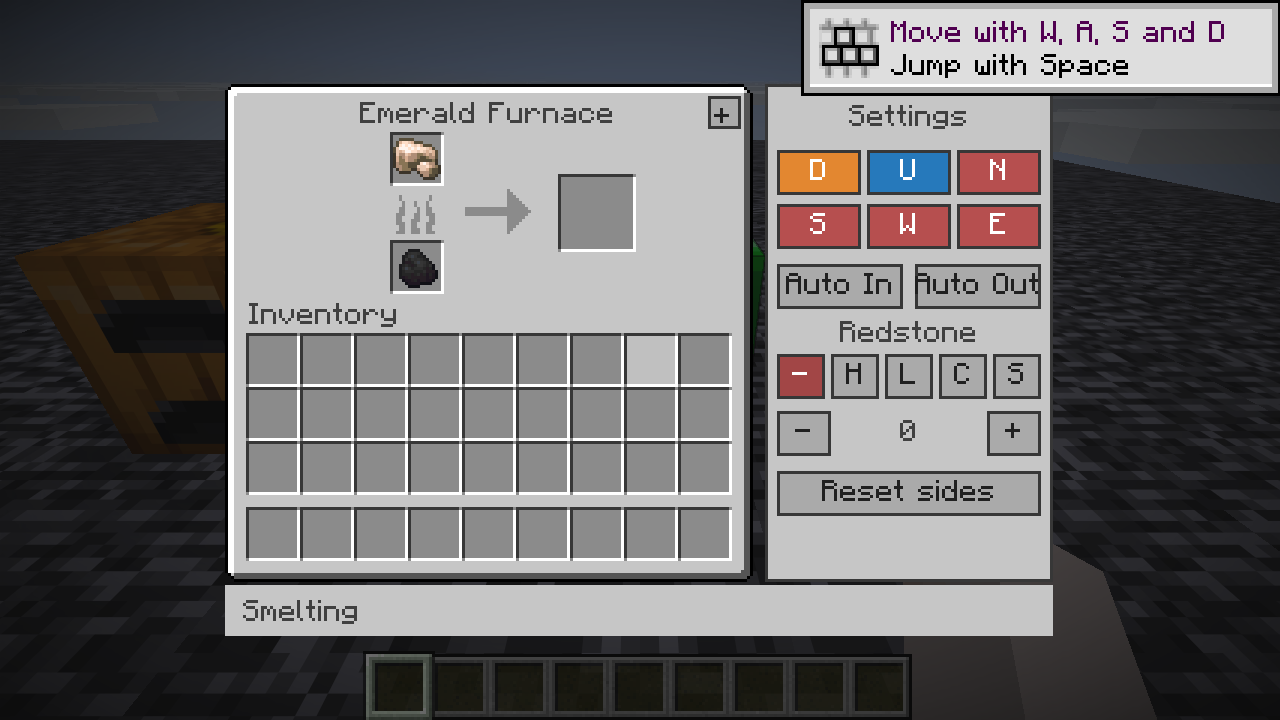 Move with W, A, S and D
Jump with Space
Emerald Furnace
+
Settings
D U N
S W E
Auto In Auto Out
Redstone
- H L C S
- 0 +
Reset sides
Inventory
Smelting